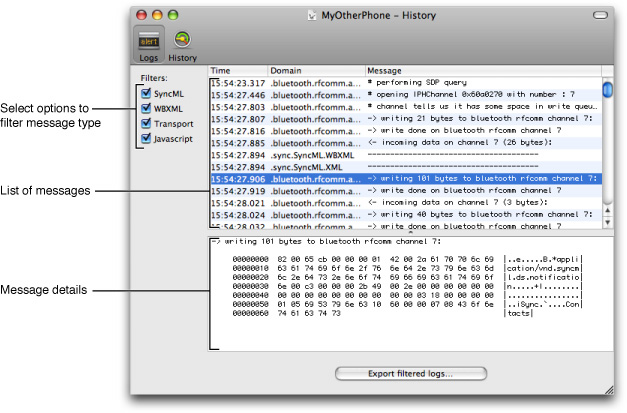 MyOtherPhone – History
Logs
History
Filters:
SyncML
WBXML
Transport
Javascript
Select options to
filter message type
List of messages
Message details
Time Domain Message
15:54:23.317 .bluetooth.rfcomm.a... # performing SDP query
15:54:27.446 .bluetooth.rfcomm.a... # opening IPHChannel 0x60a0270 with number : 7
15:54:27.803 .bluetooth.rfcomm.a... # channel tells us it has some space in write queu…
15:54:27.807 .bluetooth.rfcomm.a... -> writing 21 bytes to bluetooth rfcomm channel 7:
15:54:27.816 .bluetooth.rfcomm.a... -> write done on bluetooth rfcomm channel 7
15:54:27.885 .bluetooth.rfcomm.a... <- incoming data on channel 7 (26 bytes):
15:54:27.894 .sync.SyncML.WBXML ----------------------------------------
15:54:27.894 .sync.SyncML.XML ----------------------------------------
15:54:27.906 .bluetooth.rfcomm.a... -> writing 101 bytes to bluetooth rfcomm channel 7:
15:54:27.919 .bluetooth.rfcomm.a... -> write done on bluetooth rfcomm channel 7
15:54:28.021 .bluetooth.rfcomm.a... <- incoming data on channel 7 (3 bytes):
15:54:28.024 .bluetooth.rfcomm.a... -> writing 40 bytes to bluetooth rfcomm channel 7:
15:54:28.032 .bluetooth.rfcomm.a... -> write done on bluetooth rfcomm channel 7
-> writing 101 bytes to bluetooth rfcomm channel 7:
00000000 82 00 65 cb 00 00 00 01 42 00 2a 61 70 70 6c 69 |..e.....B.*appli
00000010 63 61 74 69 6f 6e 2f 76 6e 64 2e 73 79 6e 63 6d |cation/vnd.syncm
00000020 6c 2e 64 73 2e 6e 6f 74 69 66 69 63 61 74 69 6f |l.ds.notificatio
00000030 6e 00 c3 00 00 00 2b 49 00 2e 00 00 00 00 00 00 |n.....+I........
00000040 00 00 00 00 00 00 00 00 00 00 03 18 00 00 00 00 |................
00000050 01 05 69 53 79 6e 63 10 60 00 00 07 08 43 6f 6e |..iSync.`....Con
00000060 74 61 63 74 73 |tacts|
Export filtered logs...